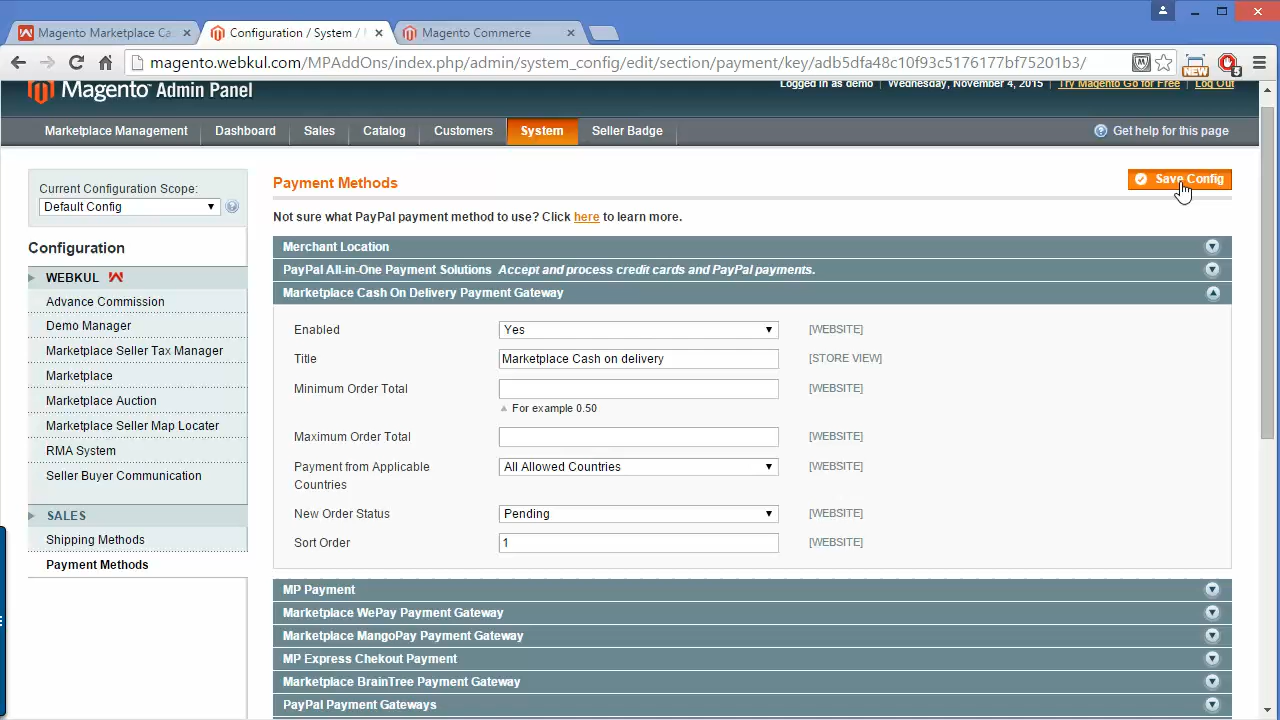 Magento Marketplace Ca
Configuration / System /
Magento Commerce
magento.webkul.com/MPAddOns/index.php/admin/system_config/edit/section/payment/key/adb5dfa48c10f93c5176177bf75201b3/
NEW
5
Magento Admin Panel
Logged in as demo
Wednesday, November 4, 2015
Try Magento Go for Free
Log Out
Marketplace Management
Dashboard
Sales
Catalog
Customers
System
Seller Badge
Get help for this page
Current Configuration Scope:
Default Config
Configuration
WEBKUL
Advance Commission
Demo Manager
Marketplace Seller Tax Manager
Marketplace
Marketplace Auction
Marketplace Seller Map Locater
RMA System
Seller Buyer Communication
SALES
Shipping Methods
Payment Methods
Payment Methods
Save Config
Not sure what PayPal payment method to use? Click here to learn more.
Merchant Location
PayPal All-in-One Payment Solutions Accept and process credit cards and PayPal payments.
Marketplace Cash On Delivery Payment Gateway
Enabled
Yes
[WEBSITE]
Title
Marketplace Cash on delivery
[STORE VIEW]
Minimum Order Total
[WEBSITE]
For example 0.50
Maximum Order Total
[WEBSITE]
Payment from Applicable
Countries
All Allowed Countries
[WEBSITE]
New Order Status
Pending
[WEBSITE]
Sort Order
1
[WEBSITE]
MP Payment
Marketplace WePay Payment Gateway
Marketplace MangoPay Payment Gateway
MP Express Chekout Payment
Marketplace BrainTree Payment Gateway
PayPal Payment Gateways